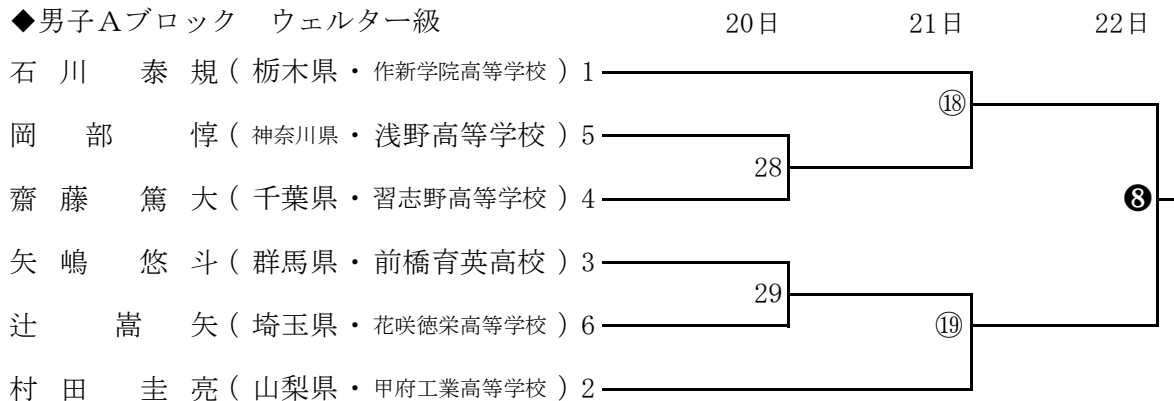 ◆男子Aブロック　ウェルター級　20日　21日　22日
石川　泰規（栃木県・作新学院高等学校）1
⑱
岡部　惇（神奈川県・浅野高等学校）5
28
齋藤　篤大（千葉県・習志野高等学校）4
❽
矢嶋　悠斗（群馬県・前橋育英高校）3
29
辻　嵩矢（埼玉県・花咲徳栄高等学校）6
⑲
村田　圭亮（山梨県・甲府工業高等学校）2